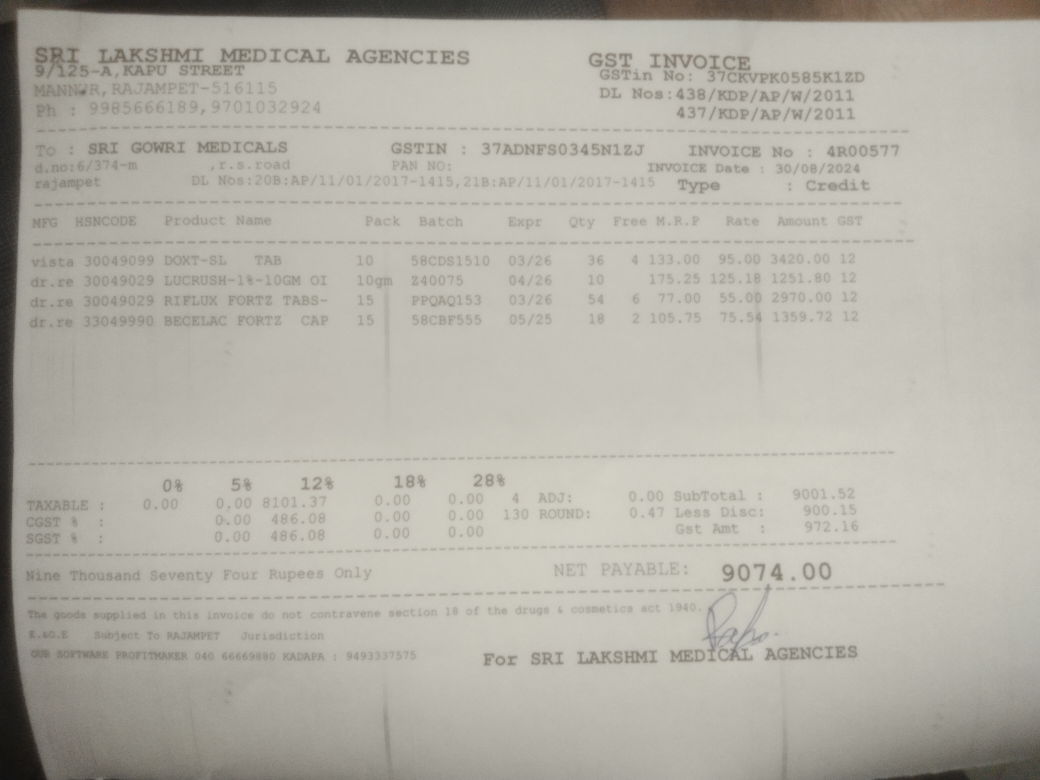 SRI LAKSHMI MEDICAL AGENCIES GST INVOICE
9/125-A,KAPU STREET GSTin No: 37CKVPK0585K1ZD
MANNUR,RAJAMPET-516115 DL Nos:438/KDP/AP/W/2011
Ph : 9985666189,9701032924 437/KDP/AP/W/2011
To : SRI GOWRI MEDICALS GSTIN : 37ADNFS0345N1ZJ INVOICE No : 4R00577
d.no:6/374-m ,r.s.road PAN NO: INVOICE Date : 30/08/2024
rajampet DL Nos:20B:AP/11/01/2017-1415,21B:AP/11/01/2017-1415 Type : Credit
MFG HSNCODE Product Name Pack Batch Expr Qty Free M.R.P Rate Amount GST
vista 30049099 DOXT-SL TAB 10 58CDS1510 03/26 36 4 133.00 95.00 3420.00 12
dr.re 30049029 LUCRUSH-1%-10GM OI 10gm Z40075 04/26 10 175.25 125.18 1251.80 12
dr.re 30049029 RIFLUX FORTZ TABS- 15 PPQAQ153 03/26 54 6 77.00 55.00 2970.00 12
dr.re 33049990 BECELAC FORTZ CAP 15 58CBF555 05/25 18 2 105.75 75.54 1359.72 12
0% 5% 12% 18% 28%
TAXABLE : 0.00 0.00 8101.37 0.00 0.00 4 ADJ: 0.00 SubTotal : 9001.52
CGST % : 0.00 486.08 0.00 0.00 130 ROUND: 0.47 Less Disc: 900.15
SGST % : 0.00 486.08 0.00 0.00 Gst Amt : 972.16
Nine Thousand Seventy Four Rupees Only NET PAYABLE: 9074.00
The goods supplied in this invoice do not contravene section 18 of the drugs & cosmetics act 1940.
E.&O.E Subject To RAJAMPET Jurisdiction
OUR SOFTWARE PROFITMAKER 040 66669880 KADAPA : 9493337575
For SRI LAKSHMI MEDICAL AGENCIES